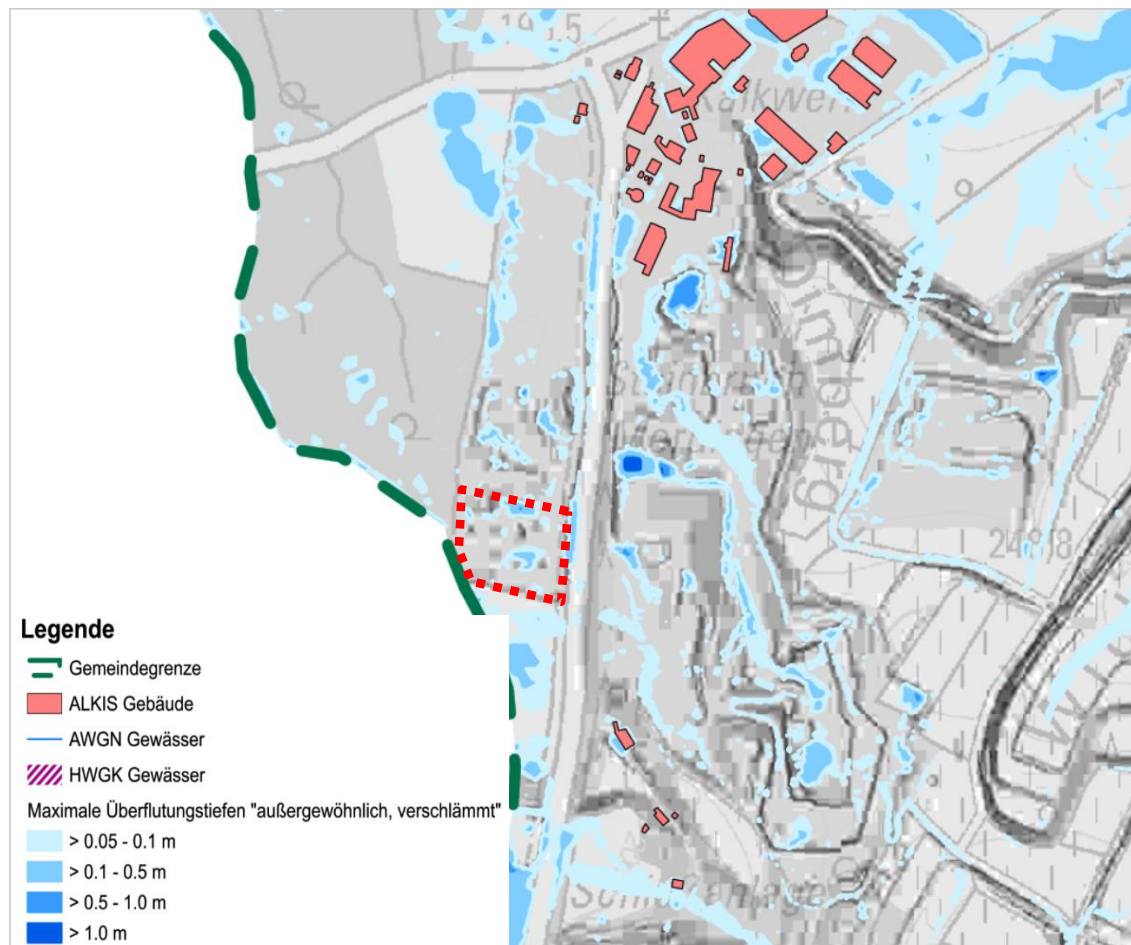 Kalkwerk
Legende
Gemeindegrenze
ALKIS Gebäude
AWGN Gewässer
HWGK Gewässer
Maximale Überflutungstiefen "außergewöhnlich, verschlämmt"
> 0.05 - 0.1 m
> 0.1 - 0.5 m
> 0.5 - 1.0 m
> 1.0 m